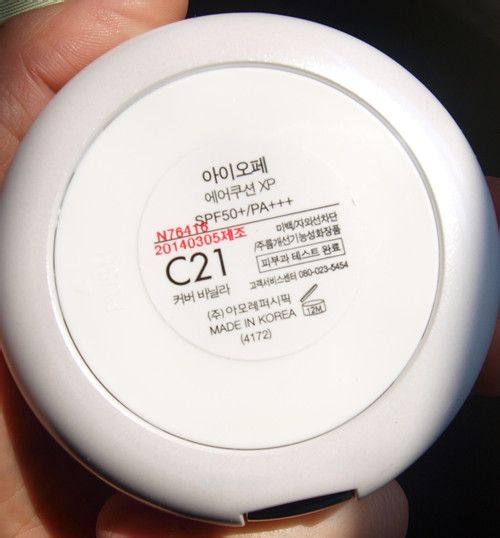 아이오페
에어쿠션 XP
SPF50+/PA+++
N76416
20140305제조
미백/자외선차단
/주름개선기능성화장품
C21
피부과 테스트 완료
커버 바닐라
고객서비스센터 080-023-5454
(주)아모레퍼시픽
MADE IN KOREA
12M
(4172)